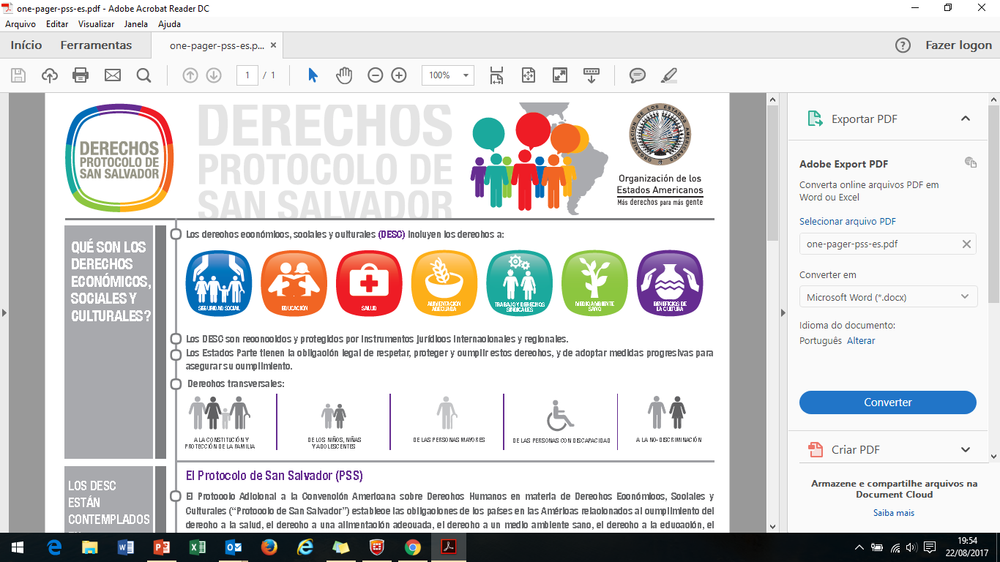 one-pager-pss-es.pdf - Adobe Acrobat Reader DC
Arquivo Editar Visualizar Janela Ajuda
Início Ferramentas one-pager-pss-es.p... Fazer logon
1 / 1 100%
DERECHOS
PROTOCOLO DE
SAN SALVADOR
DERECHOS
PROTOCOLO DE
SAN SALVADOR
ORGANIZACIÓN DE LOS ESTADOS AMERICANOS
Organización de los
Estados Americanos
Más derechos para más gente
QUÉ SON LOS
DERECHOS
ECONÓMICOS,
SOCIALES Y
CULTURALES?
Los derechos económicos, sociales y culturales (DESC) incluyen los derechos a:
SEGURIDAD SOCIAL
EDUCACIÓN
SALUD
ALIMENTACIÓN
ADECUADA
TRABAJO Y DERECHOS
SINDICALES
MEDIO AMBIENTE
SANO
BENEFICIOS DE
LA CULTURA
Los DESC son reconocidos y protegidos por instrumentos jurídicos internacionales y regionales.
Los Estados Parte tienen la obligación legal de respetar, proteger y cumplir estos derechos, y de adoptar medidas progresivas para
asegurar su cumplimiento.
Derechos transversales:
A LA CONSTITUCIÓN Y
PROTECCIÓN DE LA FAMILIA
DE LOS NIÑOS, NIÑAS
Y ADOLESCENTES
DE LAS PERSONAS MAYORES
DE LAS PERSONAS CON DISCAPACIDAD
A LA NO-DISCRIMINACIÓN
LOS DESC
ESTÁN
CONTEMPLADOS
El Protocolo de San Salvador (PSS)
El Protocolo Adicional a la Convención Americana sobre Derechos Humanos en materia de Derechos Económicos, Sociales y
Culturales (“Protocolo de San Salvador”) establece las obligaciones de los países en las Américas relacionados al cumplimiento del
derecho a la salud, el derecho a una alimentación adecuada, el derecho a un medio ambiente sano, el derecho a la educación, el
Exportar PDF
Adobe Export PDF
Converta online arquivos PDF em
Word ou Excel
Selecionar arquivo PDF
one-pager-pss-es.pdf
Converter em
Microsoft Word (*.docx)
Idioma do documento:
Português Alterar
Converter
Criar PDF
Armazene e compartilhe arquivos na
Document Cloud
Saiba mais
19:54
22/08/2017